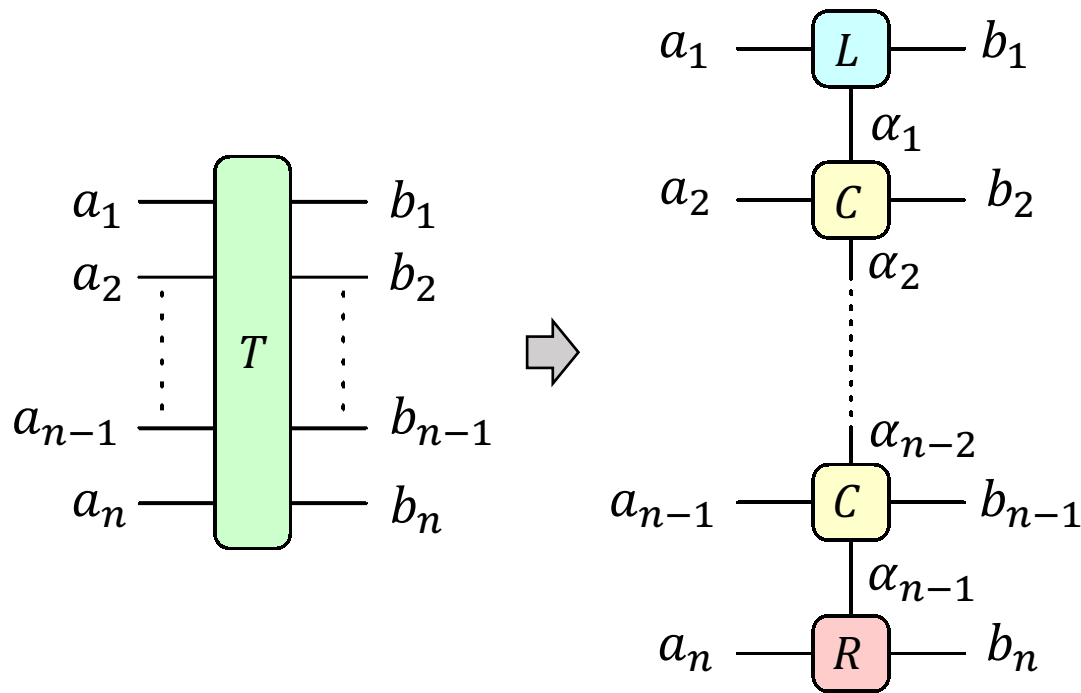 a₁ b₁
a₂ b₂
T
aₙ₋₁ bₙ₋₁
aₙ bₙ
a₁ L b₁
α₁
a₂ C b₂
α₂
αₙ₋₂
aₙ₋₁ C bₙ₋₁
αₙ₋₁
aₙ R bₙ